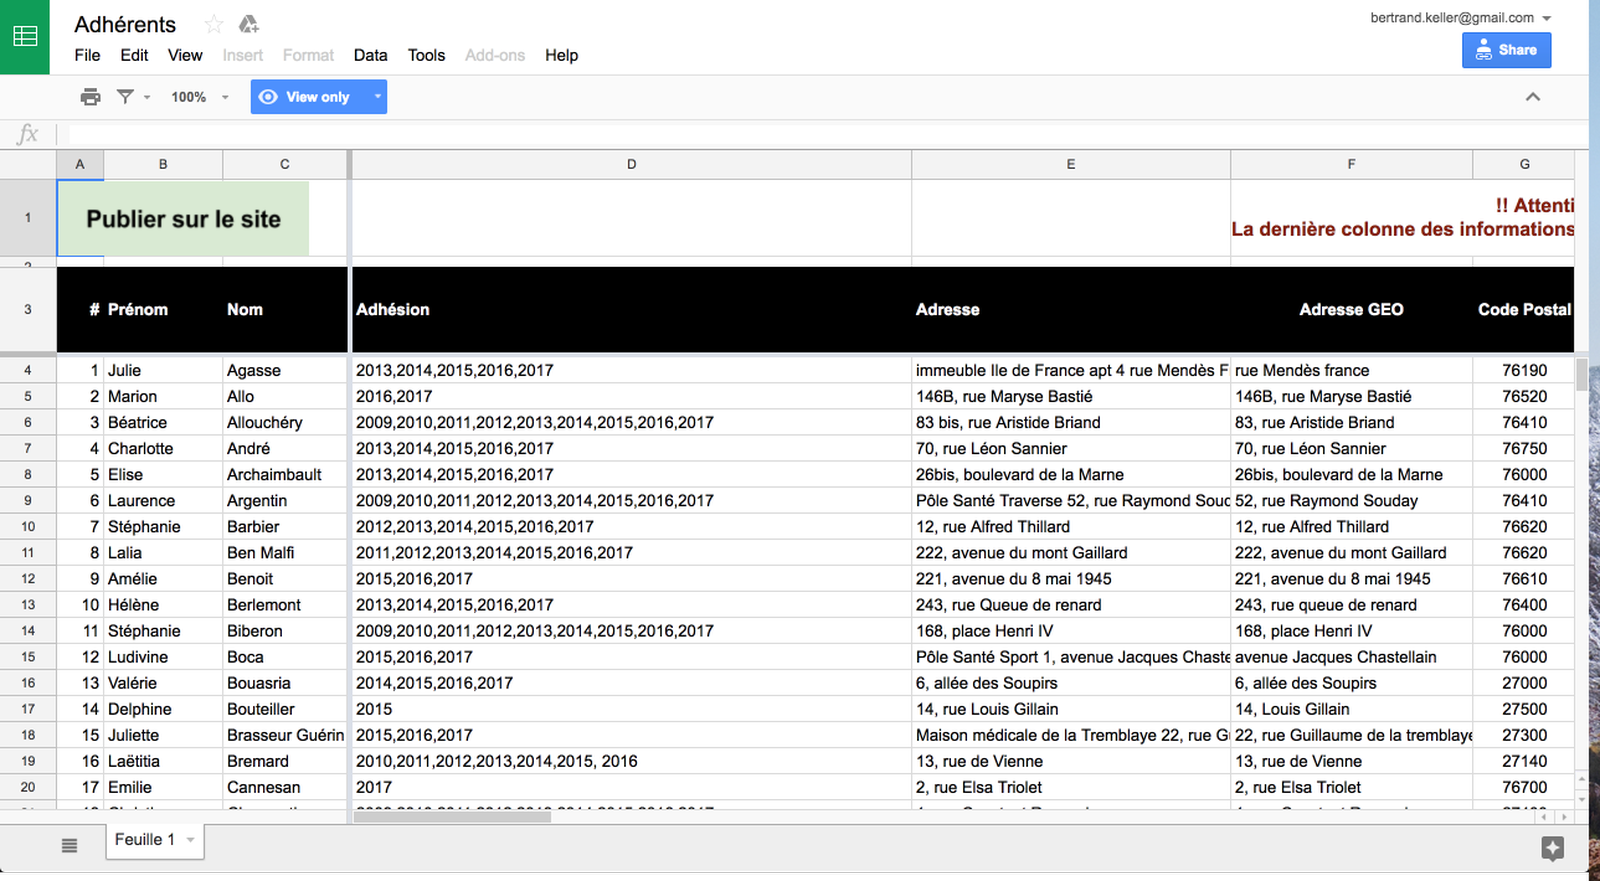 Adhérents
bertrand.keller@gmail.com
File Edit View Insert Format Data Tools Add-ons Help
Share
100% View only
fx
A B C D E F G
1 Publier sur le site !! Attenti
La dernière colonne des informations
3 # Prénom Nom Adhésion Adresse Adresse GEO Code Postal
4 1 Julie Agasse 2013,2014,2015,2016,2017 immeuble Ile de France apt 4 rue Mendès F rue Mendès france 76190
5 2 Marion Allo 2016,2017 146B, rue Maryse Bastié 146B, rue Maryse Bastié 76520
6 3 Béatrice Allouchéry 2009,2010,2011,2012,2013,2014,2015,2016,2017 83 bis, rue Aristide Briand 83, rue Aristide Briand 76410
7 4 Charlotte André 2013,2014,2015,2016,2017 70, rue Léon Sannier 70, rue Léon Sannier 76750
8 5 Elise Archaimbault 2013,2014,2015,2016,2017 26bis, boulevard de la Marne 26bis, boulevard de la Marne 76000
9 6 Laurence Argentin 2009,2010,2011,2012,2013,2014,2015,2016,2017 Pôle Santé Traverse 52, rue Raymond Souc 52, rue Raymond Souday 76410
10 7 Stéphanie Barbier 2012,2013,2014,2015,2016,2017 12, rue Alfred Thillard 12, rue Alfred Thillard 76620
11 8 Lalia Ben Malfi 2011,2012,2013,2014,2015,2016,2017 222, avenue du mont Gaillard 222, avenue du mont Gaillard 76620
12 9 Amélie Benoit 2015,2016,2017 221, avenue du 8 mai 1945 221, avenue du 8 mai 1945 76610
13 10 Hélène Berlemont 2013,2014,2015,2016,2017 243, rue Queue de renard 243, rue queue de renard 76400
14 11 Stéphanie Biberon 2009,2010,2011,2012,2013,2014,2015,2016,2017 168, place Henri IV 168, place Henri IV 76000
15 12 Ludivine Boca 2015,2016,2017 Pôle Santé Sport 1, avenue Jacques Chaste avenue Jacques Chastellain 76000
16 13 Valérie Bouasria 2014,2015,2016,2017 6, allée des Soupirs 6, allée des Soupirs 27000
17 14 Delphine Bouteiller 2015 14, rue Louis Gillain 14, Louis Gillain 27500
18 15 Juliette Brasseur Guérin 2015,2016,2017 Maison médicale de la Tremblaye 22, rue G 22, rue Guillaume de la tremblaye 27300
19 16 Laëtitia Bremard 2010,2011,2012,2013,2014,2015, 2016 13, rue de Vienne 13, rue de Vienne 27140
20 17 Emilie Cannesan 2017 2, rue Elsa Triolet 2, rue Elsa Triolet 76700
Feuille 1